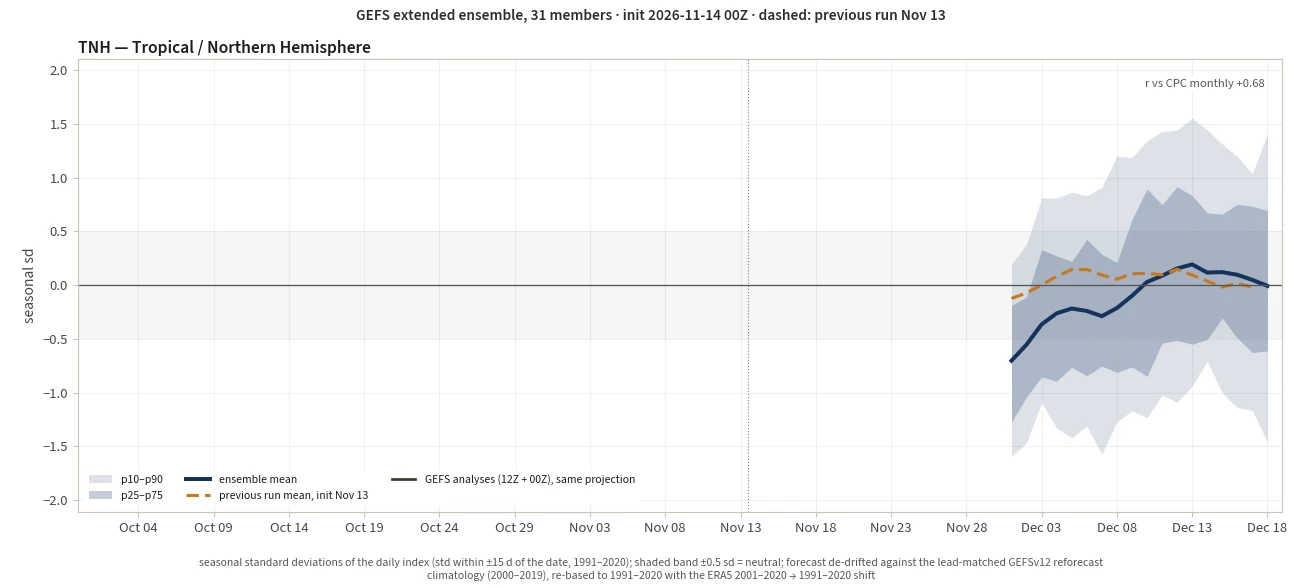 GEFS extended ensemble, 31 members · init 2026-11-14 00Z · dashed: previous run Nov 13
TNH — Tropical / Northern Hemisphere
r vs CPC monthly +0.68
seasonal sd
2.0
1.5
1.0
0.5
0.0
−0.5
−1.0
−1.5
−2.0
p10–p90
p25–p75
ensemble mean
previous run mean, init Nov 13
GEFS analyses (12Z + 00Z), same projection
Oct 04 Oct 09 Oct 14 Oct 19 Oct 24 Oct 29 Nov 03 Nov 08 Nov 13 Nov 18 Nov 23 Nov 28 Dec 03 Dec 08 Dec 13 Dec 18
seasonal standard deviations of the daily index (std within ±15 d of the date, 1991–2020); shaded band ±0.5 sd = neutral; forecast de-drifted against the lead-matched GEFSv12 reforecast
climatology (2000–2019), re-based to 1991–2020 with the ERA5 2001–2020 → 1991–2020 shift